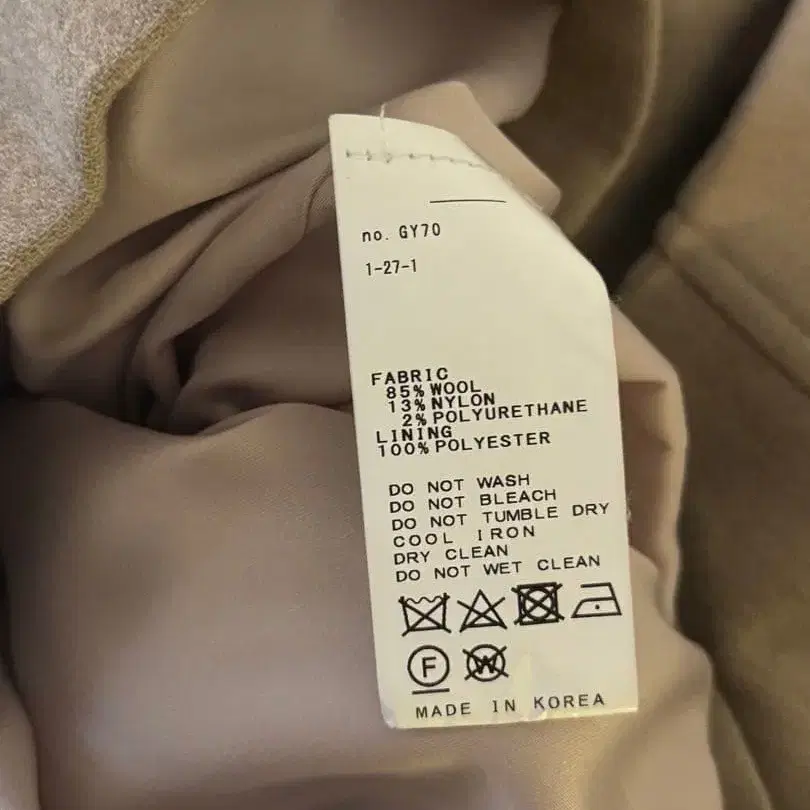 no. GY70
1-27-1
FABRIC
85% WOOL
13% NYLON
2% POLYURETHANE
LINING
100% POLYESTER
DO NOT WASH
DO NOT BLEACH
DO NOT TUMBLE DRY
COOL IRON
DRY CLEAN
DO NOT WET CLEAN
F W
MADE IN KOREA